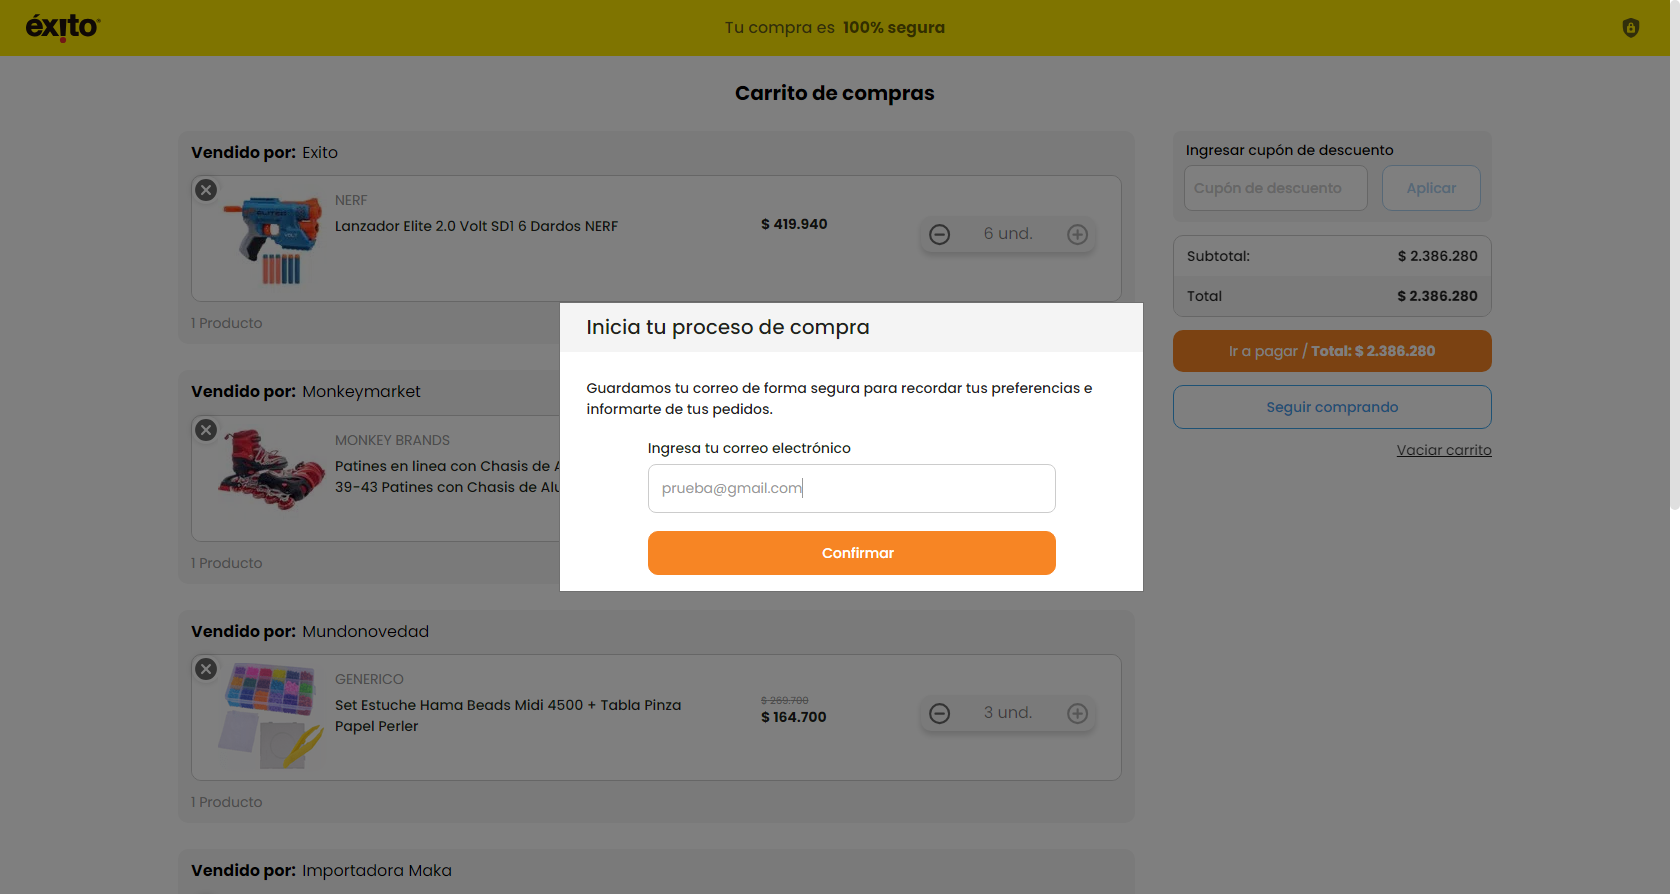 éxito
Tu compra es 100% segura
Carrito de compras
Vendido por: Exito
NERF
Lanzador Elite 2.0 Volt SD1 6 Dardos NERF
$ 419.940
6 und.
1 Producto
Vendido por: Monkeymarket
MONKEY BRANDS
Patines en linea con Chasis de A
39-43 Patines con Chasis de Alu
1 Producto
Vendido por: Mundonovedad
GENERICO
Set Estuche Hama Beads Midi 4500 + Tabla Pinza
Papel Perler
$ 269.700
$ 164.700
3 und.
1 Producto
Vendido por: Importadora Maka
Inicia tu proceso de compra
Guardamos tu correo de forma segura para recordar tus preferencias e
informarte de tus pedidos.
Ingresa tu correo electrónico
prueba@gmail.com
Confirmar
Ingresar cupón de descuento
Cupón de descuento
Aplicar
Subtotal: $ 2.386.280
Total $ 2.386.280
Ir a pagar / Total: $ 2.386.280
Seguir comprando
Vaciar carrito